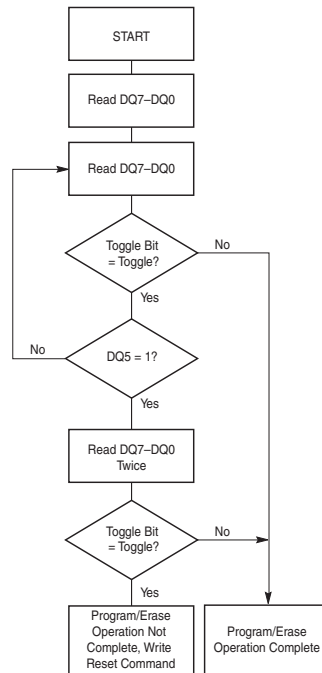 START
Read DQ7–DQ0
Read DQ7–DQ0
Toggle Bit
= Toggle?
No
Yes
No
DQ5 = 1?
Yes
Read DQ7–DQ0
Twice
Toggle Bit
= Toggle?
No
Yes
Program/Erase
Operation Not
Complete, Write
Reset Command
Program/Erase
Operation Complete